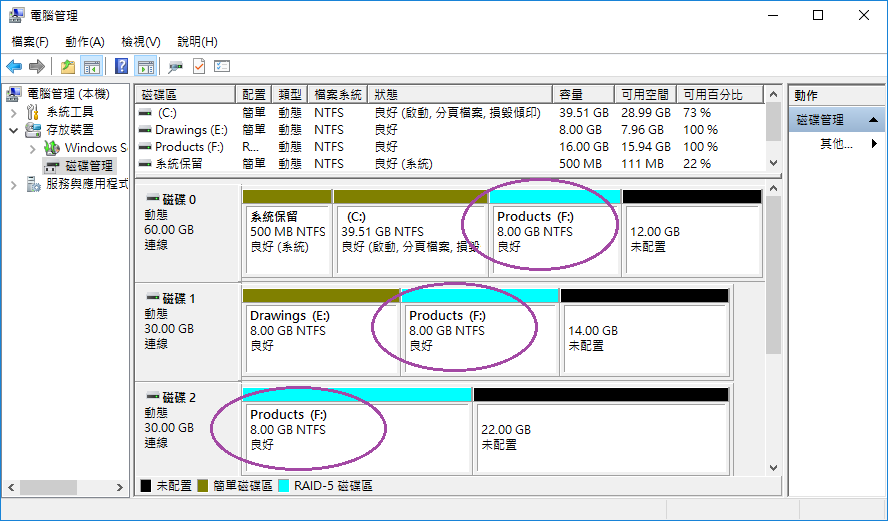 電腦管理
檔案(F) 動作(A) 檢視(V) 說明(H)
電腦管理 (本機)
系統工具
存放裝置
Windows S
磁碟管理
服務與應用程式
磁碟區 配置 類型 檔案系統 狀態 容量 可用空間 可用百分比
(C:) 簡單 動態 NTFS 良好 (啟動, 分頁檔案, 損毀傾印) 39.51 GB 28.99 GB 73 %
Drawings (E:) 簡單 動態 NTFS 良好 8.00 GB 7.96 GB 100 %
Products (F:) R... 動態 NTFS 良好 16.00 GB 15.94 GB 100 %
系統保留 簡單 動態 NTFS 良好 (系統) 500 MB 111 MB 22 %
磁碟 0
動態
60.00 GB
連線
系統保留
500 MB NTFS
良好 (系統)
(C:)
39.51 GB NTFS
良好 (啟動, 分頁檔案, 損毀
Products (F:)
8.00 GB NTFS
良好
12.00 GB
未配置
磁碟 1
動態
30.00 GB
連線
Drawings (E:)
8.00 GB NTFS
良好
Products (F:)
8.00 GB NTFS
良好
14.00 GB
未配置
磁碟 2
動態
30.00 GB
連線
Products (F:)
8.00 GB NTFS
良好
22.00 GB
未配置
未配置 簡單磁碟區 RAID-5 磁碟區
動作
磁碟管理
其他...